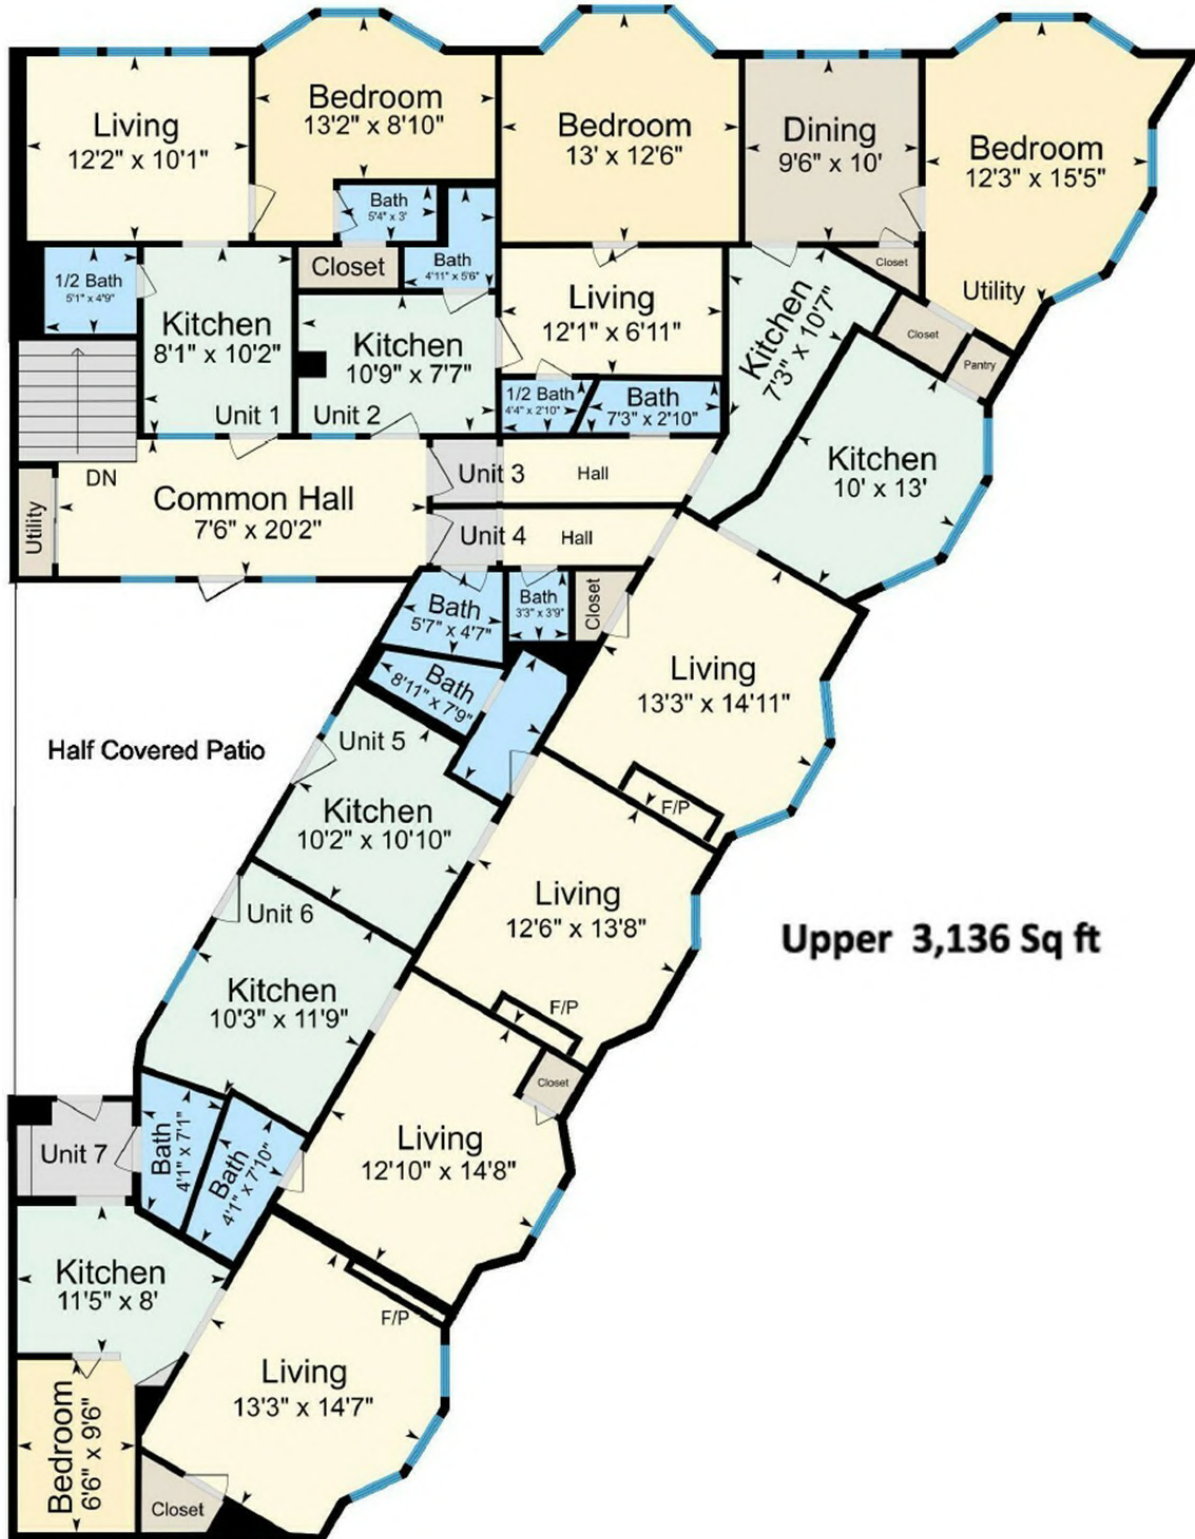 Living
12'2" x 10'1"
Bedroom
13'2" x 8'10"
Bedroom
13' x 12'6"
Dining
9'6" x 10'
Bedroom
12'3" x 15'5"
Utility
Bath
5'4" x 3'
1/2 Bath
5'1" x 4'9"
Closet
Bath
4'11" x 5'6"
Living
12'1" x 6'11"
Closet
Kitchen
8'1" x 10'2"
Unit 1
Kitchen
10'9" x 7'7"
Unit 2
Kitchen
7'3" x 10'7"
Closet
Pantry
1/2 Bath
4'4" x 2'10"
Bath
7'3" x 2'10"
DN
Unit 3
Hall
Kitchen
10' x 13'
Common Hall
7'6" x 20'2"
Utility
Unit 4
Hall
Bath
5'7" x 4'7"
Bath
3'3" x 3'9"
Closet
Bath
8'11" x 7'9"
Living
13'3" x 14'11"
Half Covered Patio
Unit 5
Kitchen
10'2" x 10'10"
F/P
Living
12'6" x 13'8"
Unit 6
Upper 3,136 Sq ft
Kitchen
10'3" x 11'9"
F/P
Closet
Unit 7
Bath
4'1" x 7'1"
Bath
4'1" x 7'10"
Living
12'10" x 14'8"
Kitchen
11'5" x 8'
F/P
Living
13'3" x 14'7"
Bedroom
6'6" x 9'6"
Closet